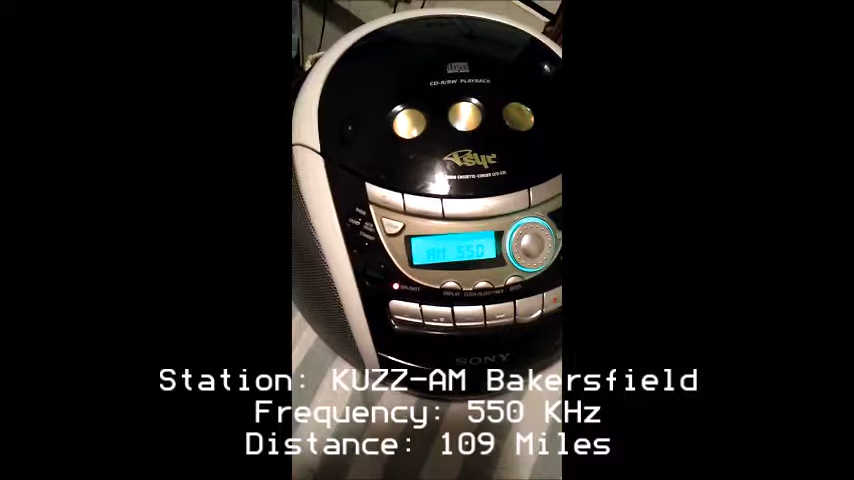 CD-R/RW PLAYBACK
Psyc
AM 550
SONY
Station: KUZZ-AM Bakersfield
Frequency: 550 KHz
Distance: 109 Miles